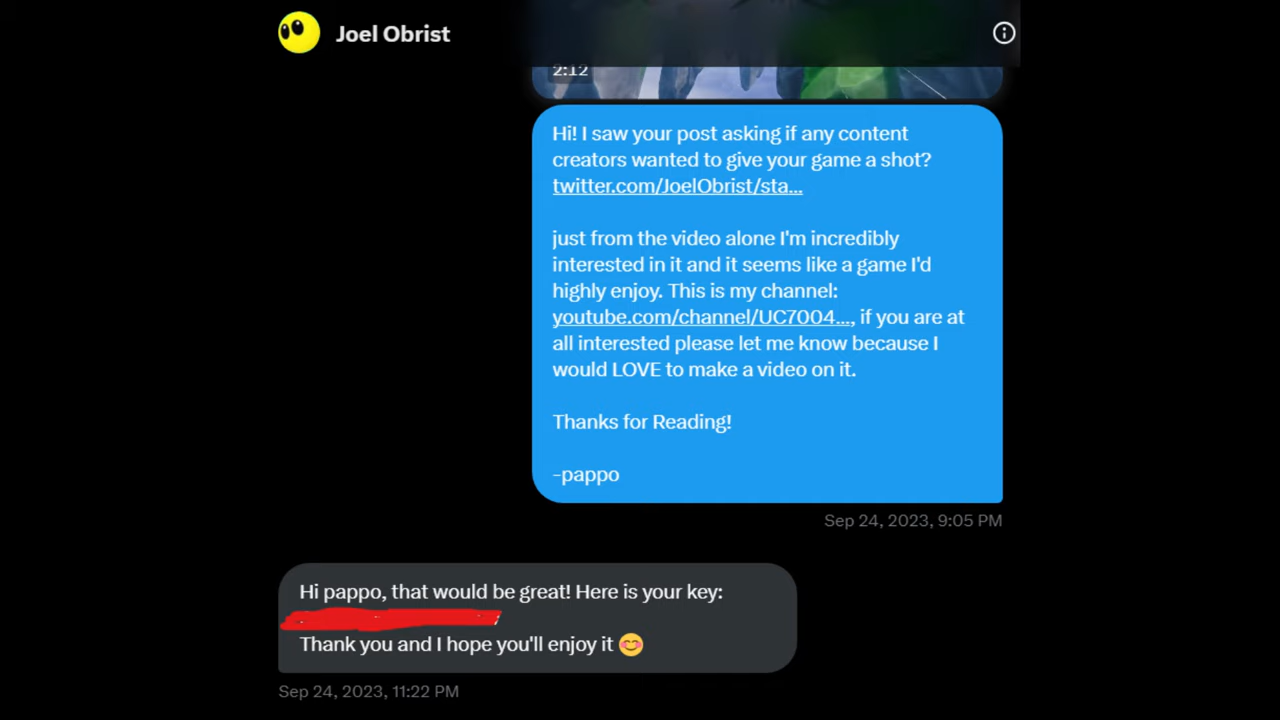 Joel Obrist
2:12
Hi! I saw your post asking if any content
creators wanted to give your game a shot?
twitter.com/JoelObrist/sta...
just from the video alone I'm incredibly
interested in it and it seems like a game I'd
highly enjoy. This is my channel:
youtube.com/channel/UC7004..., if you are at
all interested please let me know because I
would LOVE to make a video on it.
Thanks for Reading!
-pappo
Sep 24, 2023, 9:05 PM
Hi pappo, that would be great! Here is your key:
Thank you and I hope you'll enjoy it 😊
Sep 24, 2023, 11:22 PM